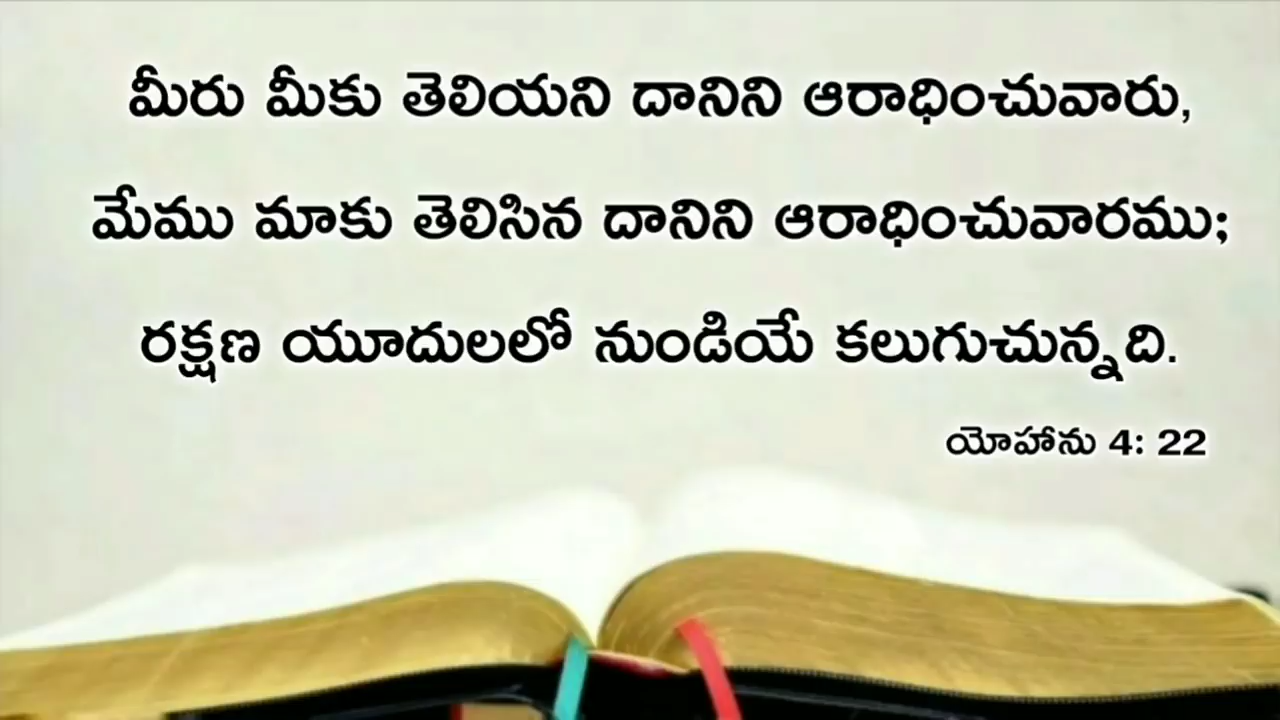 మీరు మీకు తెలియని దానిని ఆరాధించువారు,
మేము మాకు తెలిసిన దానిని ఆరాధించువారము;
రక్షణ యూదులలో నుండియే కలుగుచున్నది.
యోహాను 4: 22